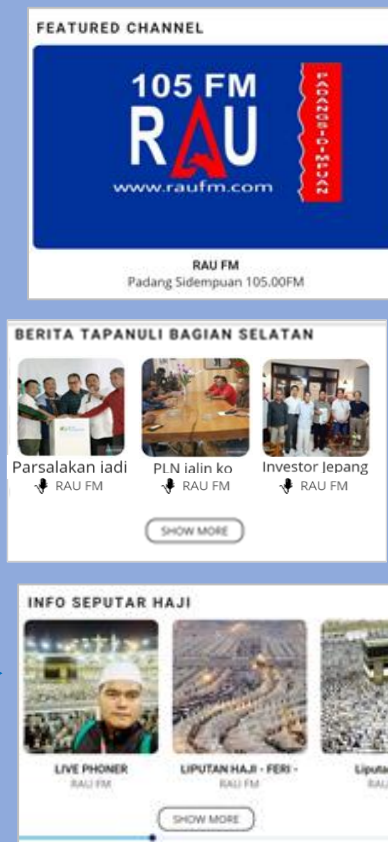 FEATURED CHANNEL
105 FM
RAU
www.raufm.com
PADANGSIDIMPUAN
RAU FM
Padang Sidempuan 105.00FM
BERITA TAPANULI BAGIAN SELATAN
Parsalakan jadi
PLN jalin ko
Investor Jepang
RAU FM
RAU FM
RAU FM
SHOW MORE
INFO SEPUTAR HAJI
LIVE PHONER
LIPUTAN HAJI - FERI -
Liputa
RAU FM
RAU FM
RAU
SHOW MORE